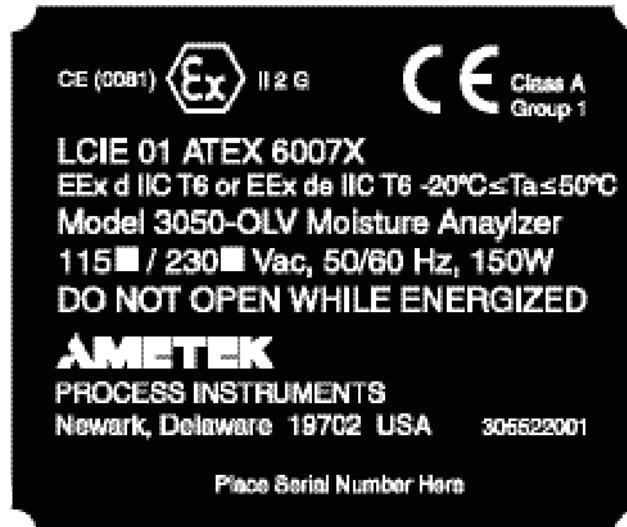 CE (0081) Ex II 2 G CE Class A
Group 1
LCIE 01 ATEX 6007X
EEx d IIC T6 or EEx de IIC T6 -20ºC≤Ta≤50ºC
Model 3050-OLV Moisture Anaylzer
115■ / 230■ Vac, 50/60 Hz, 150W
DO NOT OPEN WHILE ENERGIZED
AMETEK
PROCESS INSTRUMENTS
Newark, Delaware 19702 USA 305522001
Place Serial Number Here